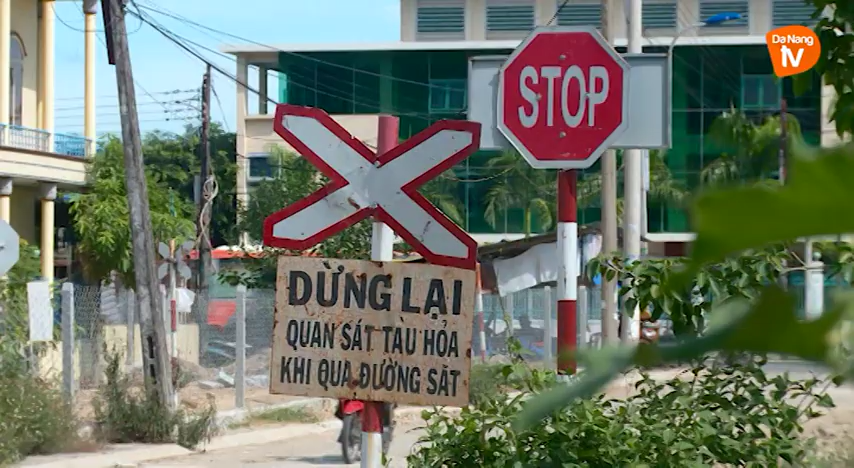 Da Nang
tv
STOP
DỪNG LẠI
QUAN SÁT TÀU HỎA
KHI QUA ĐƯỜNG SẮT